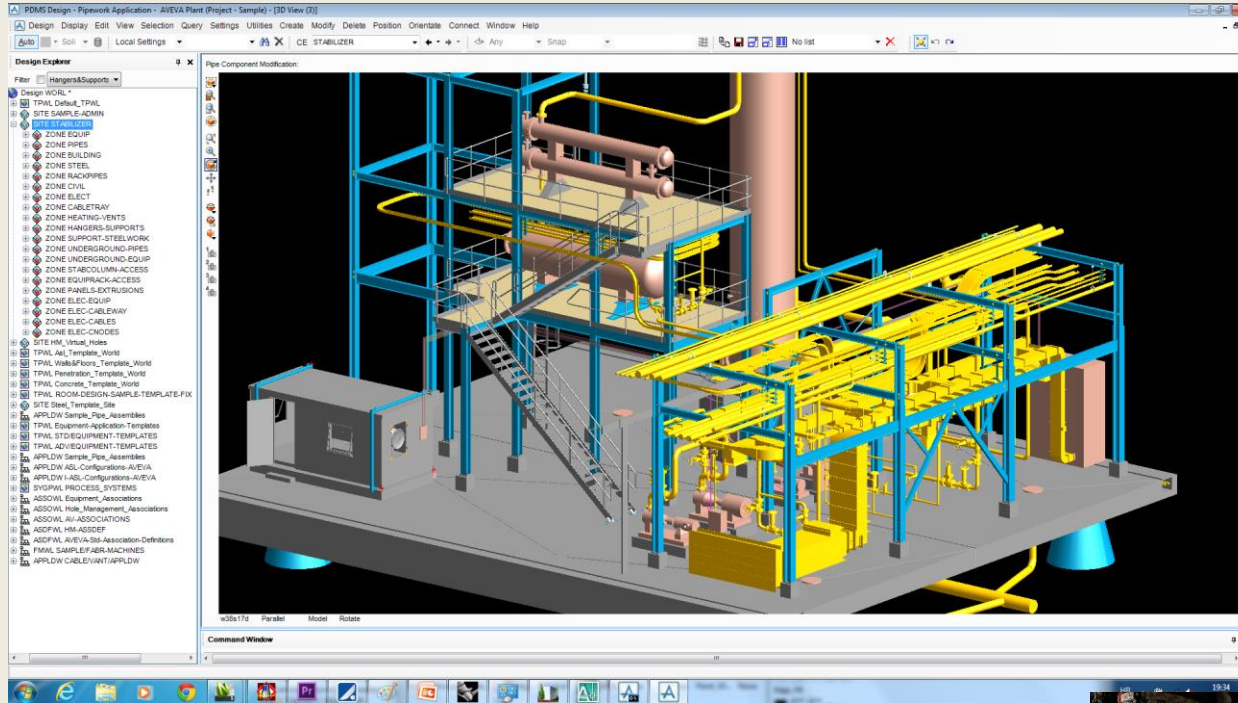 PDMS Design - Pipework Application - AVEVA Plant (Project - Sample) - [3D View (3)]
Design Display Edit View Selection Query Settings Utilities Create Modify Delete Position Orientate Connect Window Help
Auto Soli Local Settings CE STABILIZER Any Snap No list
Design Explorer
Pipe Component Modification:
Filter Hangers&Supports
Design WORL *
TPWL Default_TPWL
SITE SAMPLE-ADMIN
SITE STABILIZER
ZONE EQUIP
ZONE PIPES
ZONE BUILDING
ZONE STEEL
ZONE RACKPIPES
ZONE CIVIL
ZONE ELECT
ZONE CABLETRAY
ZONE HEATING-VENTS
ZONE HANGERS-SUPPORTS
ZONE SUPPORT-STEELWORK
ZONE UNDERGROUND-PIPES
ZONE UNDERGROUND-EQUIP
ZONE STABCOLUMN-ACCESS
ZONE EQUIPRACK-ACCESS
ZONE PANELS-EXTRUSIONS
ZONE ELEC-EQUIP
ZONE ELEC-CABLEWAY
ZONE ELEC-CABLES
ZONE ELEC-CNODES
SITE HM_Virtual_Holes
TPWL Asl_Template_World
TPWL Walls&Floors_Template_World
TPWL Penetration_Template_World
TPWL Concrete_Template_World
TPWL ROOM-DESIGN-SAMPLE-TEMPLATE-FIX
SITE Steel_Template_Site
APPLDW Sample_Pipe_Assemblies
TPWL Equipment-Application-Templates
TPWL STD/EQUIPMENT-TEMPLATES
TPWL ADV/EQUIPMENT-TEMPLATES
APPLDW Sample_Pipe_Assemblies
APPLDW ASL-Configurations-AVEVA
APPLDW I-ASL-Configurations-AVEVA
SYGPWL PROCESS_SYSTEMS
ASSOWL Equipment_Associations
ASSOWL Hole_Management_Associations
ASSOWL AV-ASSOCIATIONS
ASDFWL HM-ASSDEF
ASDFWL AVEVA-Std-Association-Definitions
FMWL SAMPLE/FABR-MACHINES
APPLDW CABLE/VANT/APPLDW
w38s17d Parallel Model Rotate
Command Window
Pr
HR 19:34